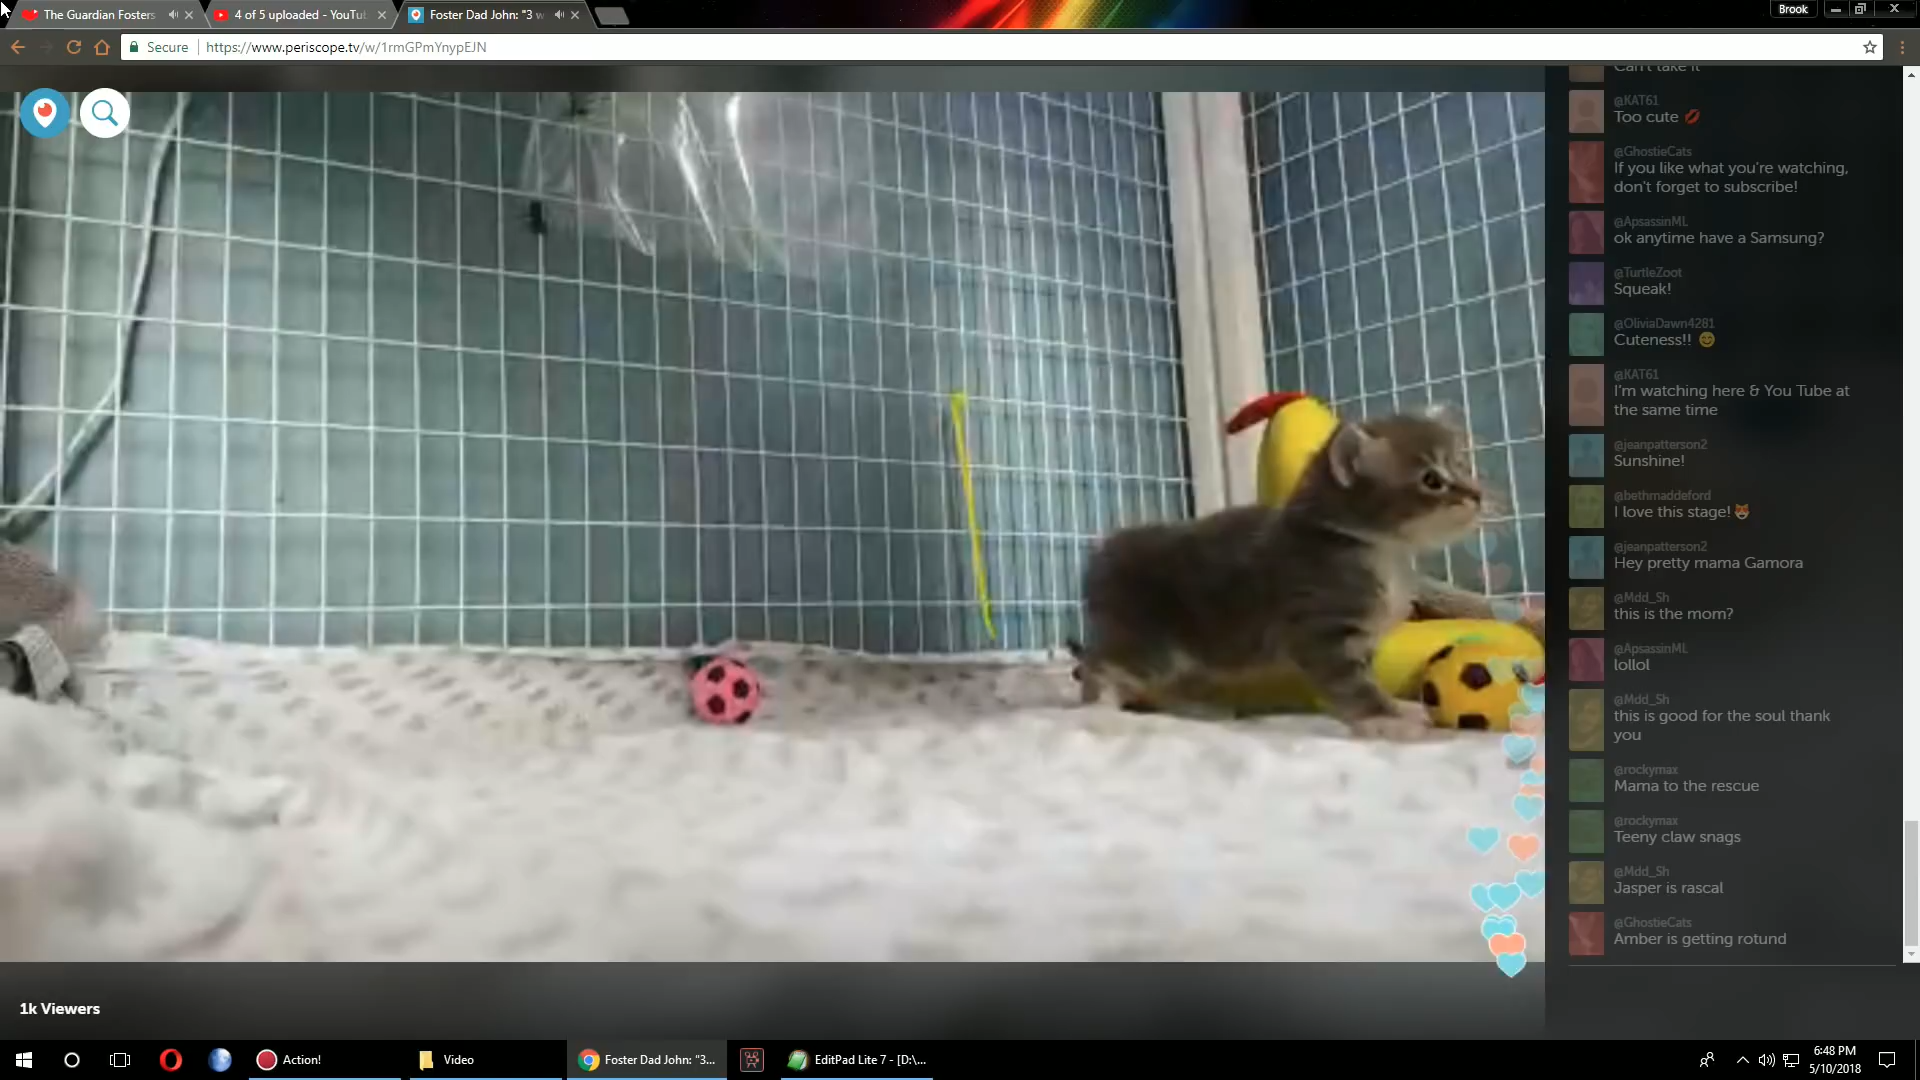 The Guardian Fosters
4 of 5 uploaded - YouTu
Foster Dad John: "3 w
Brook
Secure
https://www.periscope.tv/w/1rmGPmYnypEJN
Can't take it
@KAT61
Too cute 💋
@GhostieCats
If you like what you're watching,
don't forget to subscribe!
@ApsassinML
ok anytime have a Samsung?
@TurtleZoot
Squeak!
@OliviaDawn4281
Cuteness!! 😊
@KAT61
I'm watching here & You Tube at
the same time
@jeanpatterson2
Sunshine!
@bethmaddeford
I love this stage!😺
@jeanpatterson2
Hey pretty mama Gamora
@Mdd_Sh
this is the mom?
@ApsassinML
lollol
@Mdd_Sh
this is good for the soul thank
you
@rockymax
Mama to the rescue
@rockymax
Teeny claw snags
@Mdd_Sh
Jasper is rascal
@GhostieCats
Amber is getting rotund
1k Viewers
Action!
Video
Foster Dad John: "3...
EditPad Lite 7 - [D:\...
6:48 PM
5/10/2018